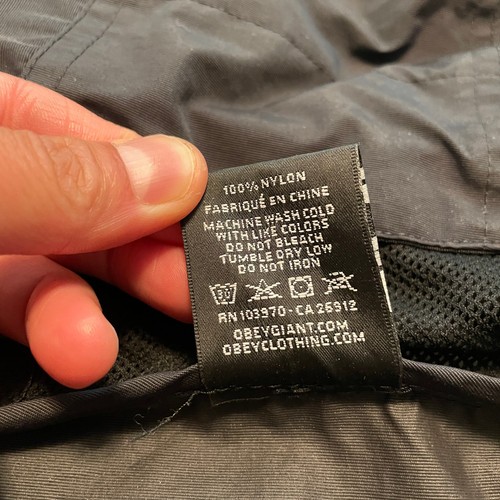 100% NYLON
FABRIQUÉ EN CHINE
MACHINE WASH COLD
WITH LIKE COLORS
DO NOT BLEACH
TUMBLE DRY LOW
DO NOT IRON
30
RN 103970 - CA 26912
OBEYGIANT.COM
OBEYCLOTHING.COM